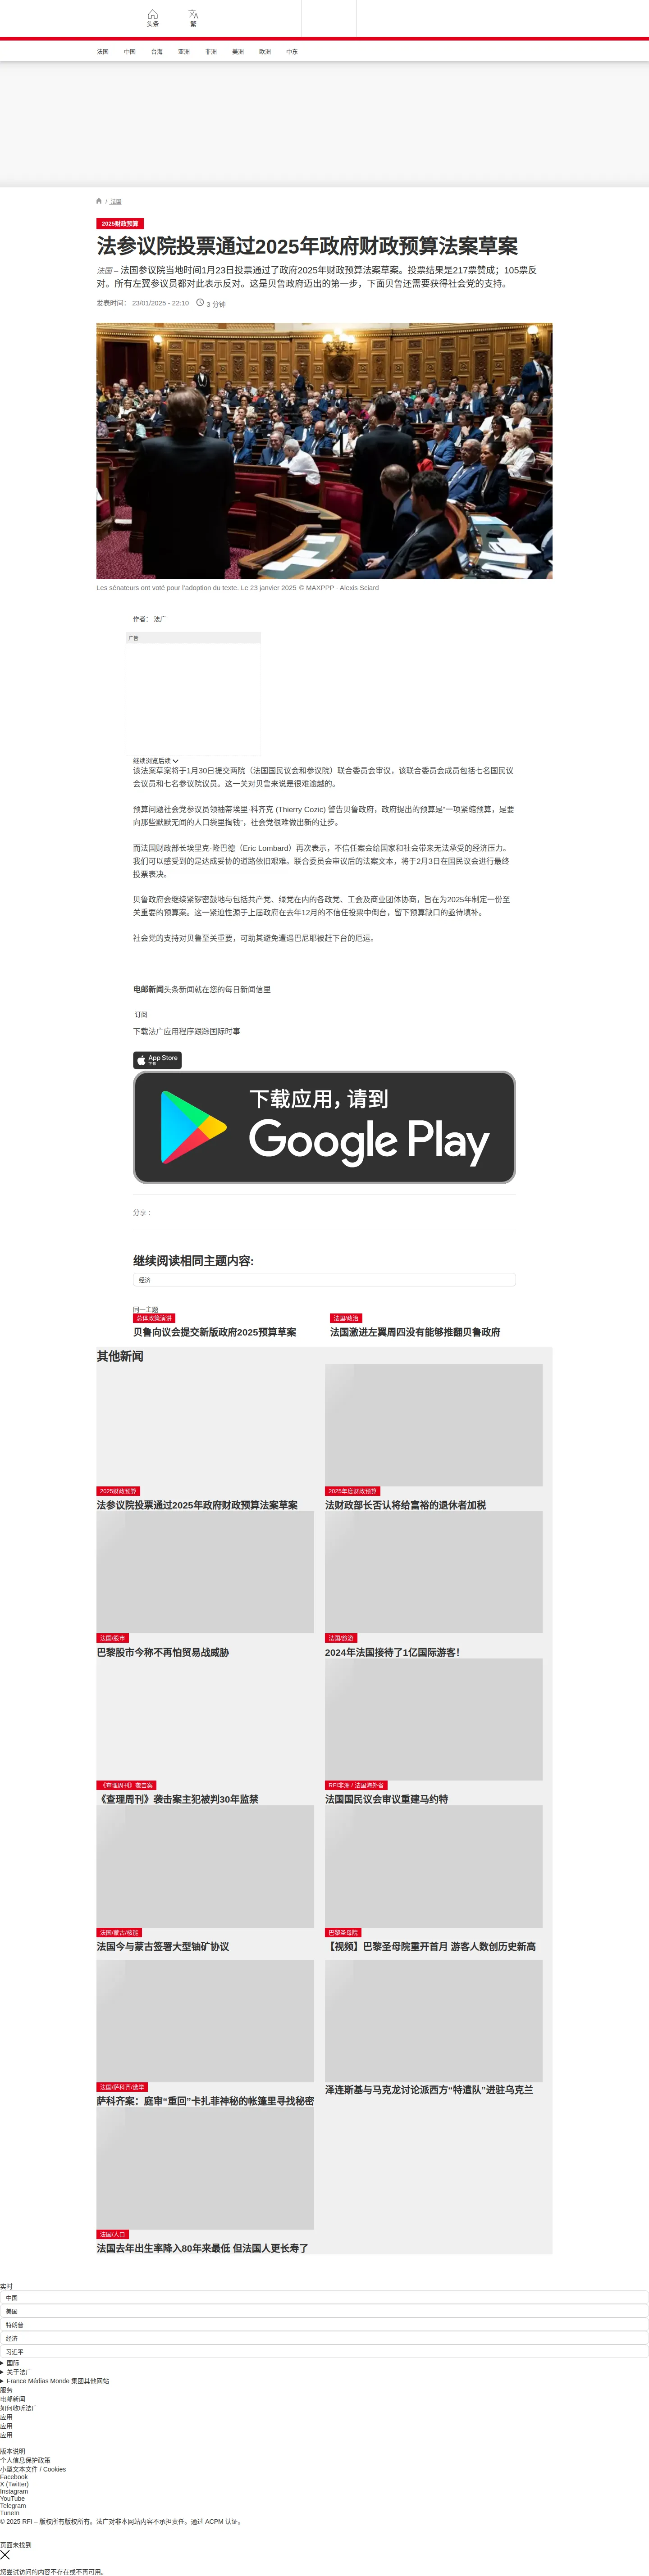 头条
繁
法国
中国
台海
亚洲
非洲
美洲
欧洲
中东
/ 法国
2025财政预算
法参议院投票通过2025年政府财政预算法案草案
法国 – 法国参议院当地时间1月23日投票通过了政府2025年财政预算法案草案。投票结果是217票赞成；105票反
对。所有左翼参议员都对此表示反对。这是贝鲁政府迈出的第一步，下面贝鲁还需要获得社会党的支持。
发表时间： 23/01/2025 - 22:10 3 分钟
Les sénateurs ont voté pour l'adoption du texte. Le 23 janvier 2025 © MAXPPP - Alexis Sciard
作者： 法广
广告
继续浏览后续
该法案草案将于1月30日提交两院（法国国民议会和参议院）联合委员会审议，该联合委员会成员包括七名国民议
会议员和七名参议院议员。这一关对贝鲁来说是很难逾越的。
预算问题社会党参议员领袖蒂埃里·科齐克 (Thierry Cozic) 警告贝鲁政府，政府提出的预算是“一项紧缩预算，是要
向那些默默无闻的人口袋里掏钱”，社会党很难做出新的让步。
而法国财政部长埃里克·隆巴德（Eric Lombard）再次表示，不信任案会给国家和社会带来无法承受的经济压力。
我们可以感受到的是达成妥协的道路依旧艰难。联合委员会审议后的法案文本，将于2月3日在国民议会进行最终
投票表决。
贝鲁政府会继续紧锣密鼓地与包括共产党、绿党在内的各政党、工会及商业团体协商，旨在为2025年制定一份至
关重要的预算案。这一紧迫性源于上届政府在去年12月的不信任投票中倒台，留下预算缺口的亟待填补。
社会党的支持对贝鲁至关重要，可助其避免遭遇巴尼耶被赶下台的厄运。
电邮新闻头条新闻就在您的每日新闻信里
订阅
下载法广应用程序跟踪国际时事
App Store
下载
下载应用，请到
Google Play
分享 :
继续阅读相同主题内容:
经济
同一主题
总体政策演讲
贝鲁向议会提交新版政府2025预算草案
法国/政治
法国激进左翼周四没有能够推翻贝鲁政府
其他新闻
2025财政预算
法参议院投票通过2025年政府财政预算法案草案
2025年度财政预算
法财政部长否认将给富裕的退休者加税
法国/股市
巴黎股市今称不再怕贸易战威胁
法国/旅游
2024年法国接待了1亿国际游客！
《查理周刊》袭击案
《查理周刊》袭击案主犯被判30年监禁
RFI非洲 / 法国海外省
法国国民议会审议重建马约特
法国/蒙古/核能
法国今与蒙古签署大型铀矿协议
巴黎圣母院
【视频】巴黎圣母院重开首月 游客人数创历史新高
法国/萨科齐/选举
萨科齐案：庭审“重回”卡扎菲神秘的帐篷里寻找秘密
泽连斯基与马克龙讨论派西方“特遣队”进驻乌克兰
法国/人口
法国去年出生率降入80年来最低 但法国人更长寿了
实时
中国
美国
特朗普
经济
习近平
国际
关于法广
France Médias Monde 集团其他网站
服务
电邮新闻
如何收听法广
应用
应用
应用
版本说明
个人信息保护政策
小型文本文件 / Cookies
Facebook
X (Twitter)
Instagram
YouTube
Telegram
TuneIn
© 2025 RFI – 版权所有版权所有。法广对非本网站内容不承担责任。通过 ACPM 认证。
页面未找到
您尝试访问的内容不存在或不再可用。